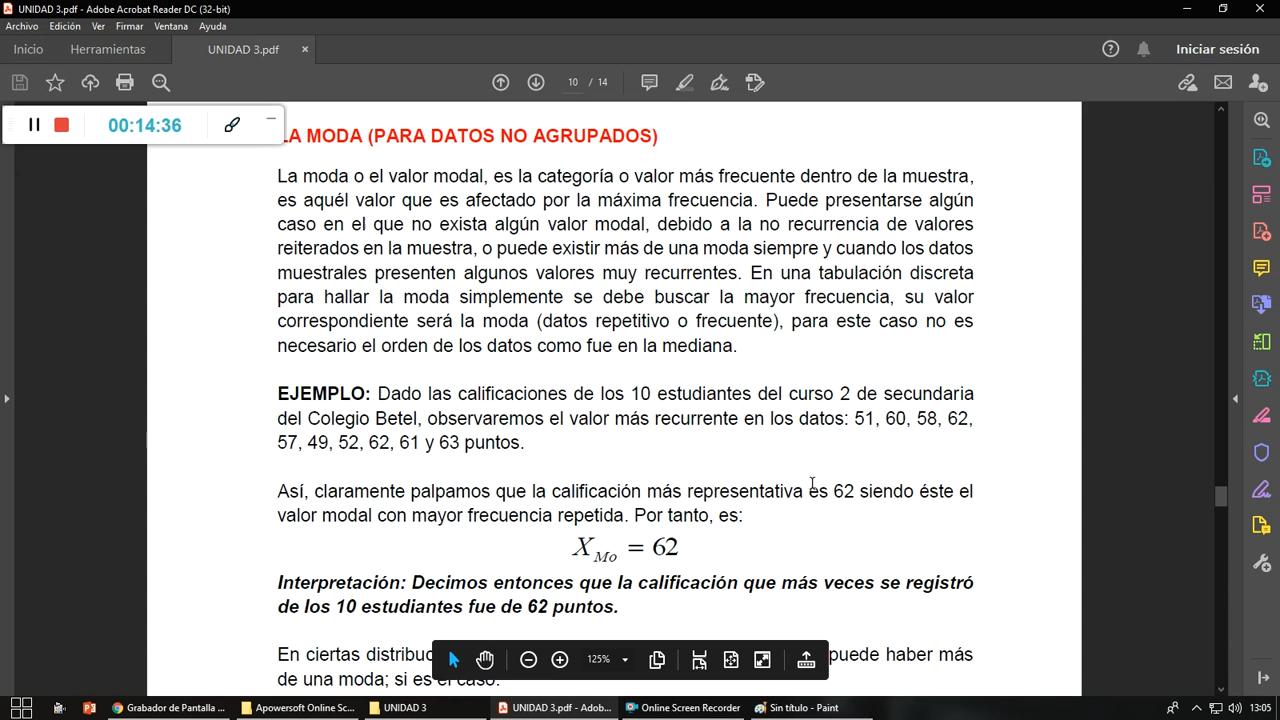 UNIDAD 3.pdf - Adobe Acrobat Reader DC (32-bit)
Archivo Edición Ver Firmar Ventana Ayuda
Inicio Herramientas UNIDAD 3.pdf × Iniciar sesión
10 / 14
00:14:36
LA MODA (PARA DATOS NO AGRUPADOS)
La moda o el valor modal, es la categoría o valor más frecuente dentro de la muestra,
es aquél valor que es afectado por la máxima frecuencia. Puede presentarse algún
caso en el que no exista algún valor modal, debido a la no recurrencia de valores
reiterados en la muestra, o puede existir más de una moda siempre y cuando los datos
muestrales presenten algunos valores muy recurrentes. En una tabulación discreta
para hallar la moda simplemente se debe buscar la mayor frecuencia, su valor
correspondiente será la moda (datos repetitivo o frecuente), para este caso no es
necesario el orden de los datos como fue en la mediana.
EJEMPLO: Dado las calificaciones de los 10 estudiantes del curso 2 de secundaria
del Colegio Betel, observaremos el valor más recurrente en los datos: 51, 60, 58, 62,
57, 49, 52, 62, 61 y 63 puntos.
Así, claramente palpamos que la calificación más representativa es 62 siendo éste el
valor modal con mayor frecuencia repetida. Por tanto, es:
X_Mo = 62
Interpretación: Decimos entonces que la calificación que más veces se registró
de los 10 estudiantes fue de 62 puntos.
En ciertas distribuc puede haber más
de una moda; si es el caso.
125%
Grabador de Pantalla ... Apowersoft Online Sc... UNIDAD 3 UNIDAD 3.pdf - Adob... Online Screen Recorder Sin título - Paint 13:05